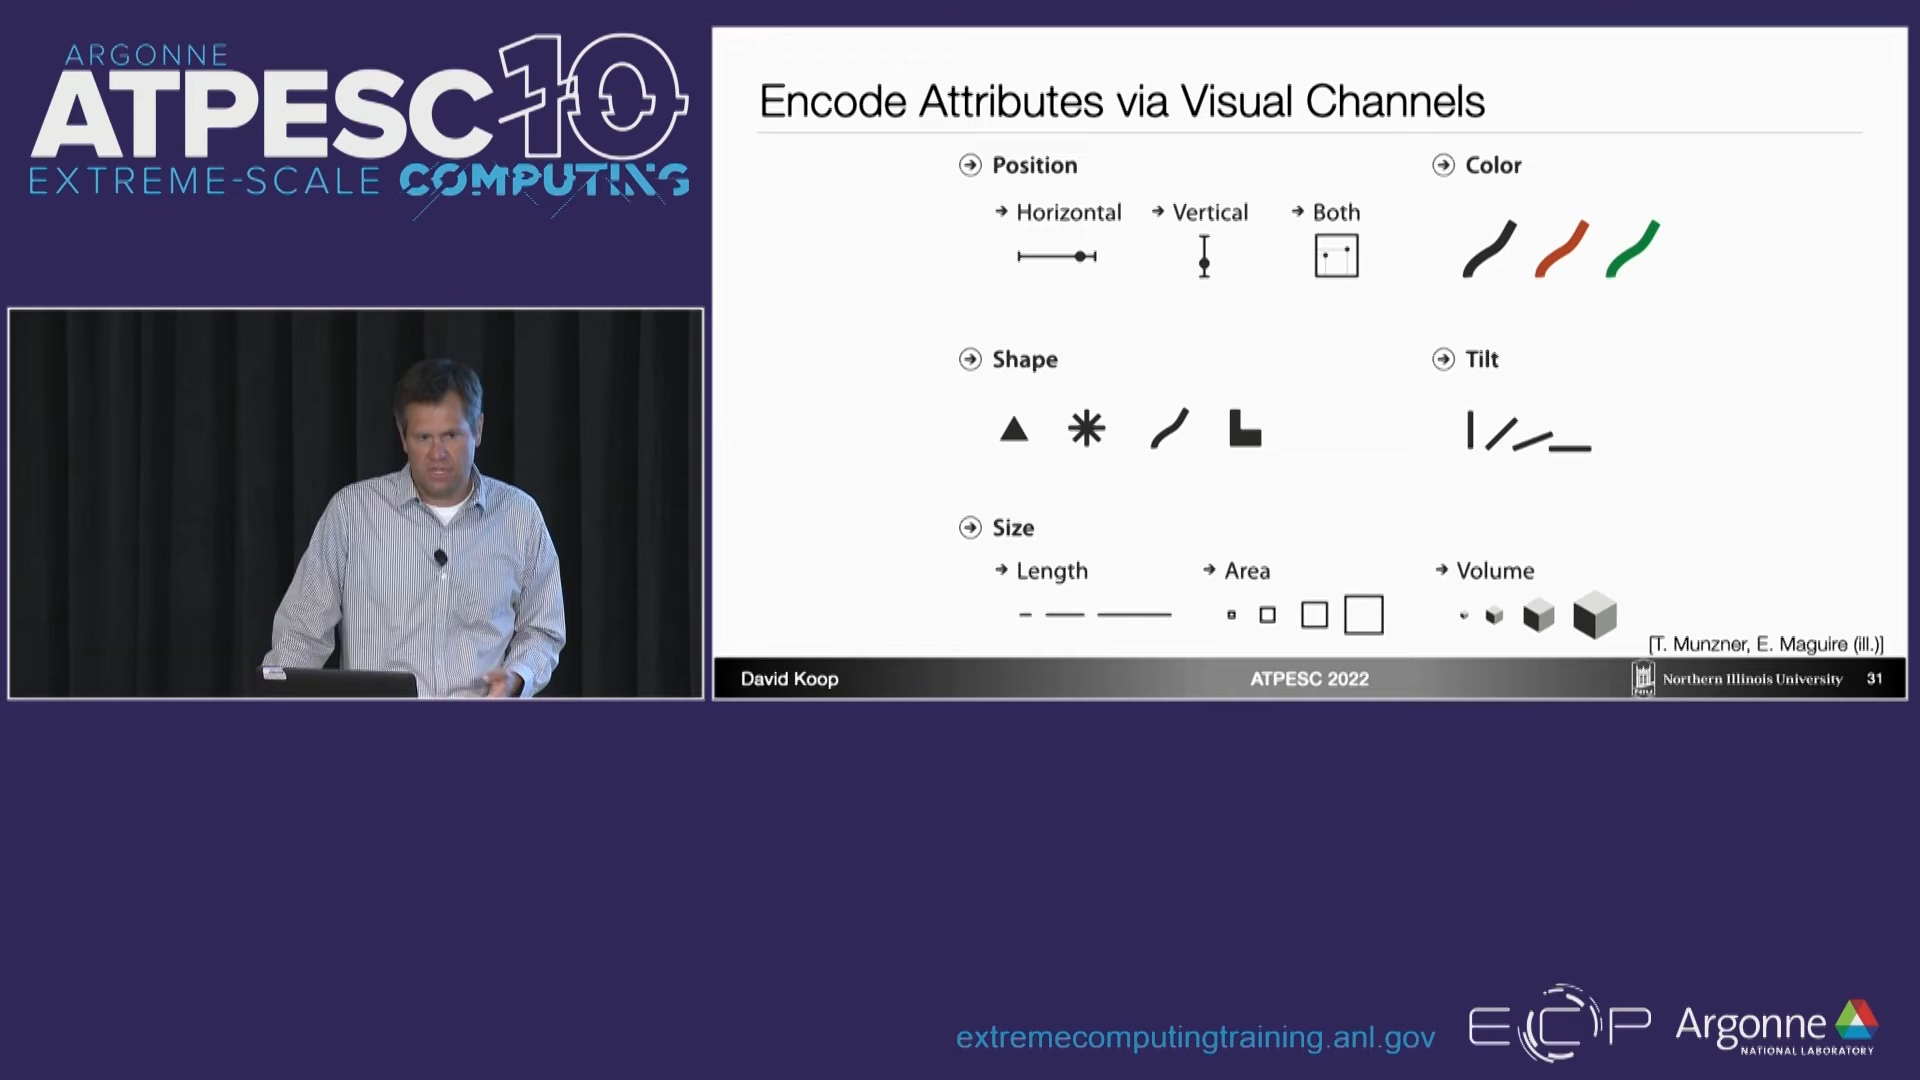 ARGONNE
ATPESC10
EXTREME-SCALE COMPUTING
Encode Attributes via Visual Channels
Position
Color
Horizontal
Vertical
Both
Shape
Tilt
Size
Length
Area
Volume
[T. Munzner, E. Maguire (ill.)]
David Koop
ATPESC 2022
NIU
Northern Illinois University
31
extremecomputingtraining.anl.gov
ECP
Argonne
NATIONAL LABORATORY